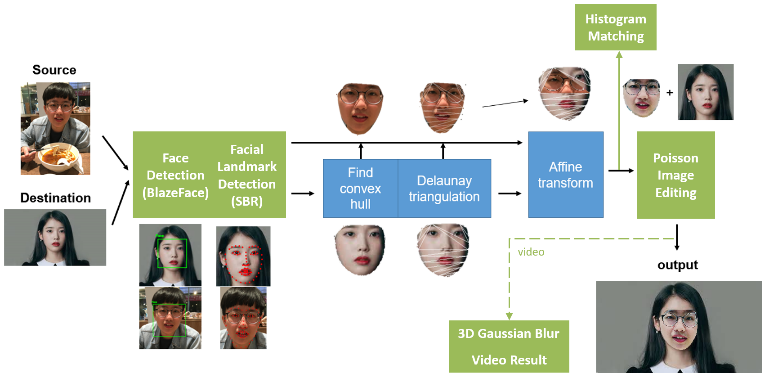 Histogram
Matching
Source
+
Face
Detection
(BlazeFace)
Facial
Landmark
Detection
(SBR)
Find
convex
hull
Delaunay
triangulation
Affine
transform
Poisson
Image
Editing
Destination
video
output
3D Gaussian Blur
Video Result